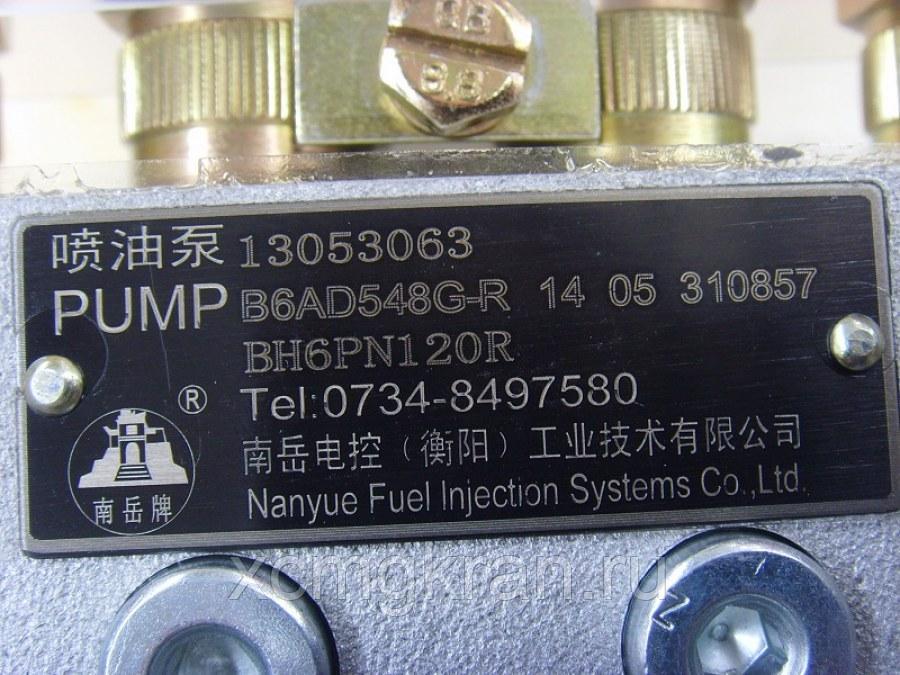 88
88
喷油泵 13053063
PUMP B6AD548G-R 14 05 310857
BH6PN120R
Tel:0734-8497580
®
南岳电控（衡阳）工业技术有限公司
南岳牌
Nanyue Fuel Injection Systems Co.,Ltd.
xcmgkran.ru
Z